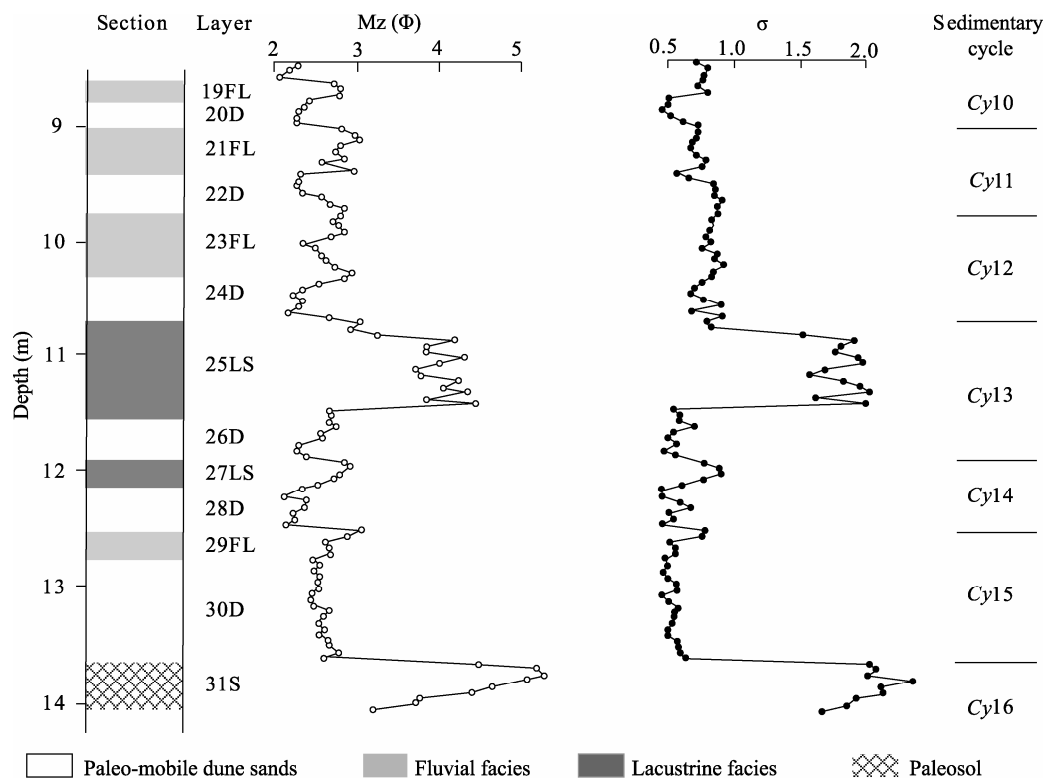 Section Layer Mz (Φ) σ Sedimentary
cycle
2 3 4 5 0.5 1.0 1.5 2.0
19FL Cy10
20D
9
21FL
Cy11
22D
10 23FL
Cy12
24D
11
25LS
Cy13
26D
12 27LS
Cy14
28D
29FL
13 Cy15
30D
31S
14 Cy16
Depth (m)
Paleo-mobile dune sands Fluvial facies Lacustrine facies Paleosol